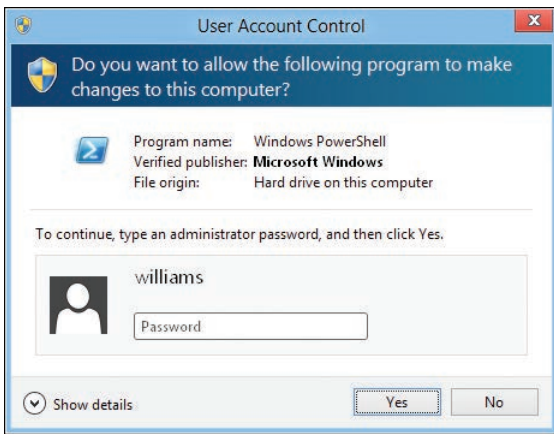 User Account Control
x
Do you want to allow the following program to make
changes to this computer?
Program name: Windows PowerShell
Verified publisher: Microsoft Windows
File origin: Hard drive on this computer
To continue, type an administrator password, and then click Yes.
williams
Password
Show details
Yes No